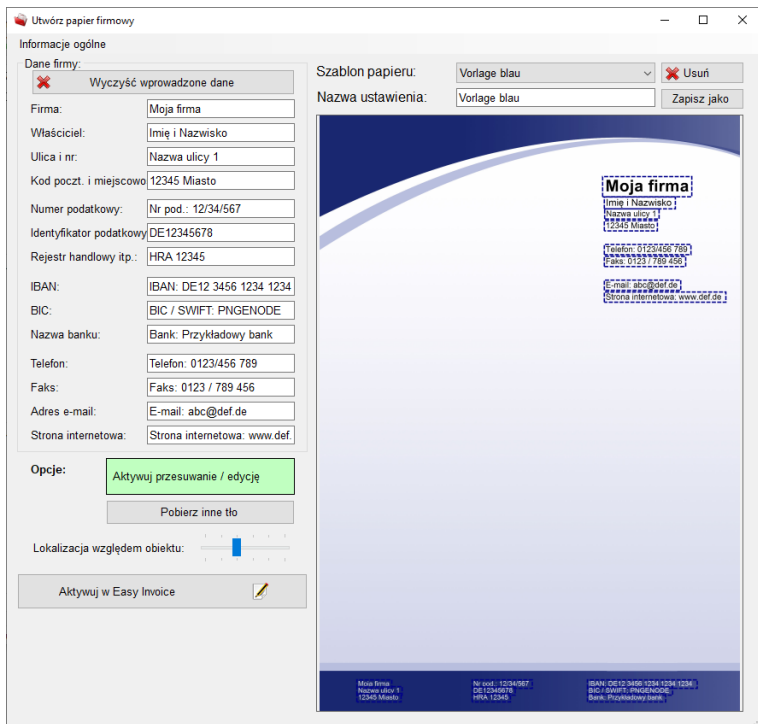 Utwórz papier firmowy
Informacje ogólne
Dane firmy:
Wyczyść wprowadzone dane
Firma: Moja firma
Właściciel: Imię i Nazwisko
Ulica i nr: Nazwa ulicy 1
Kod poczt. i miejscowo 12345 Miasto
Numer podatkowy: Nr pod.: 12/34/567
Identyfikator podatkowy DE12345678
Rejestr handlowy itp.: HRA 12345
IBAN: IBAN: DE12 3456 1234 1234
BIC: BIC / SWIFT: PNGENODE
Nazwa banku: Bank: Przykładowy bank
Telefon: Telefon: 0123/456 789
Faks: Faks: 0123 / 789 456
Adres e-mail: E-mail: abc@def.de
Strona internetowa: Strona internetowa: www.def.
Opcje: Aktywuj przesuwanie / edycję
Pobierz inne tło
Lokalizacja względem obiektu:
Aktywuj w Easy Invoice
Szablon papieru: Vorlage blau Usuń
Nazwa ustawienia: Vorlage blau Zapisz jako
Moja firma
Imię i Nazwisko
Nazwa ulicy 1
12345 Miasto
Telefon: 0123/456 789
Faks: 0123 / 789 456
E-mail: abc@def.de
Strona internetowa: www.def.de
Moja firma
Nazwa ulicy 1
12345 Miasto
Nr pod.: 12/34/567
DE12345678
HRA 12345
IBAN: DE12 3456 1234 1234 1234
BIC / SWIFT: PNGENODE
Bank: Przykładowy bank